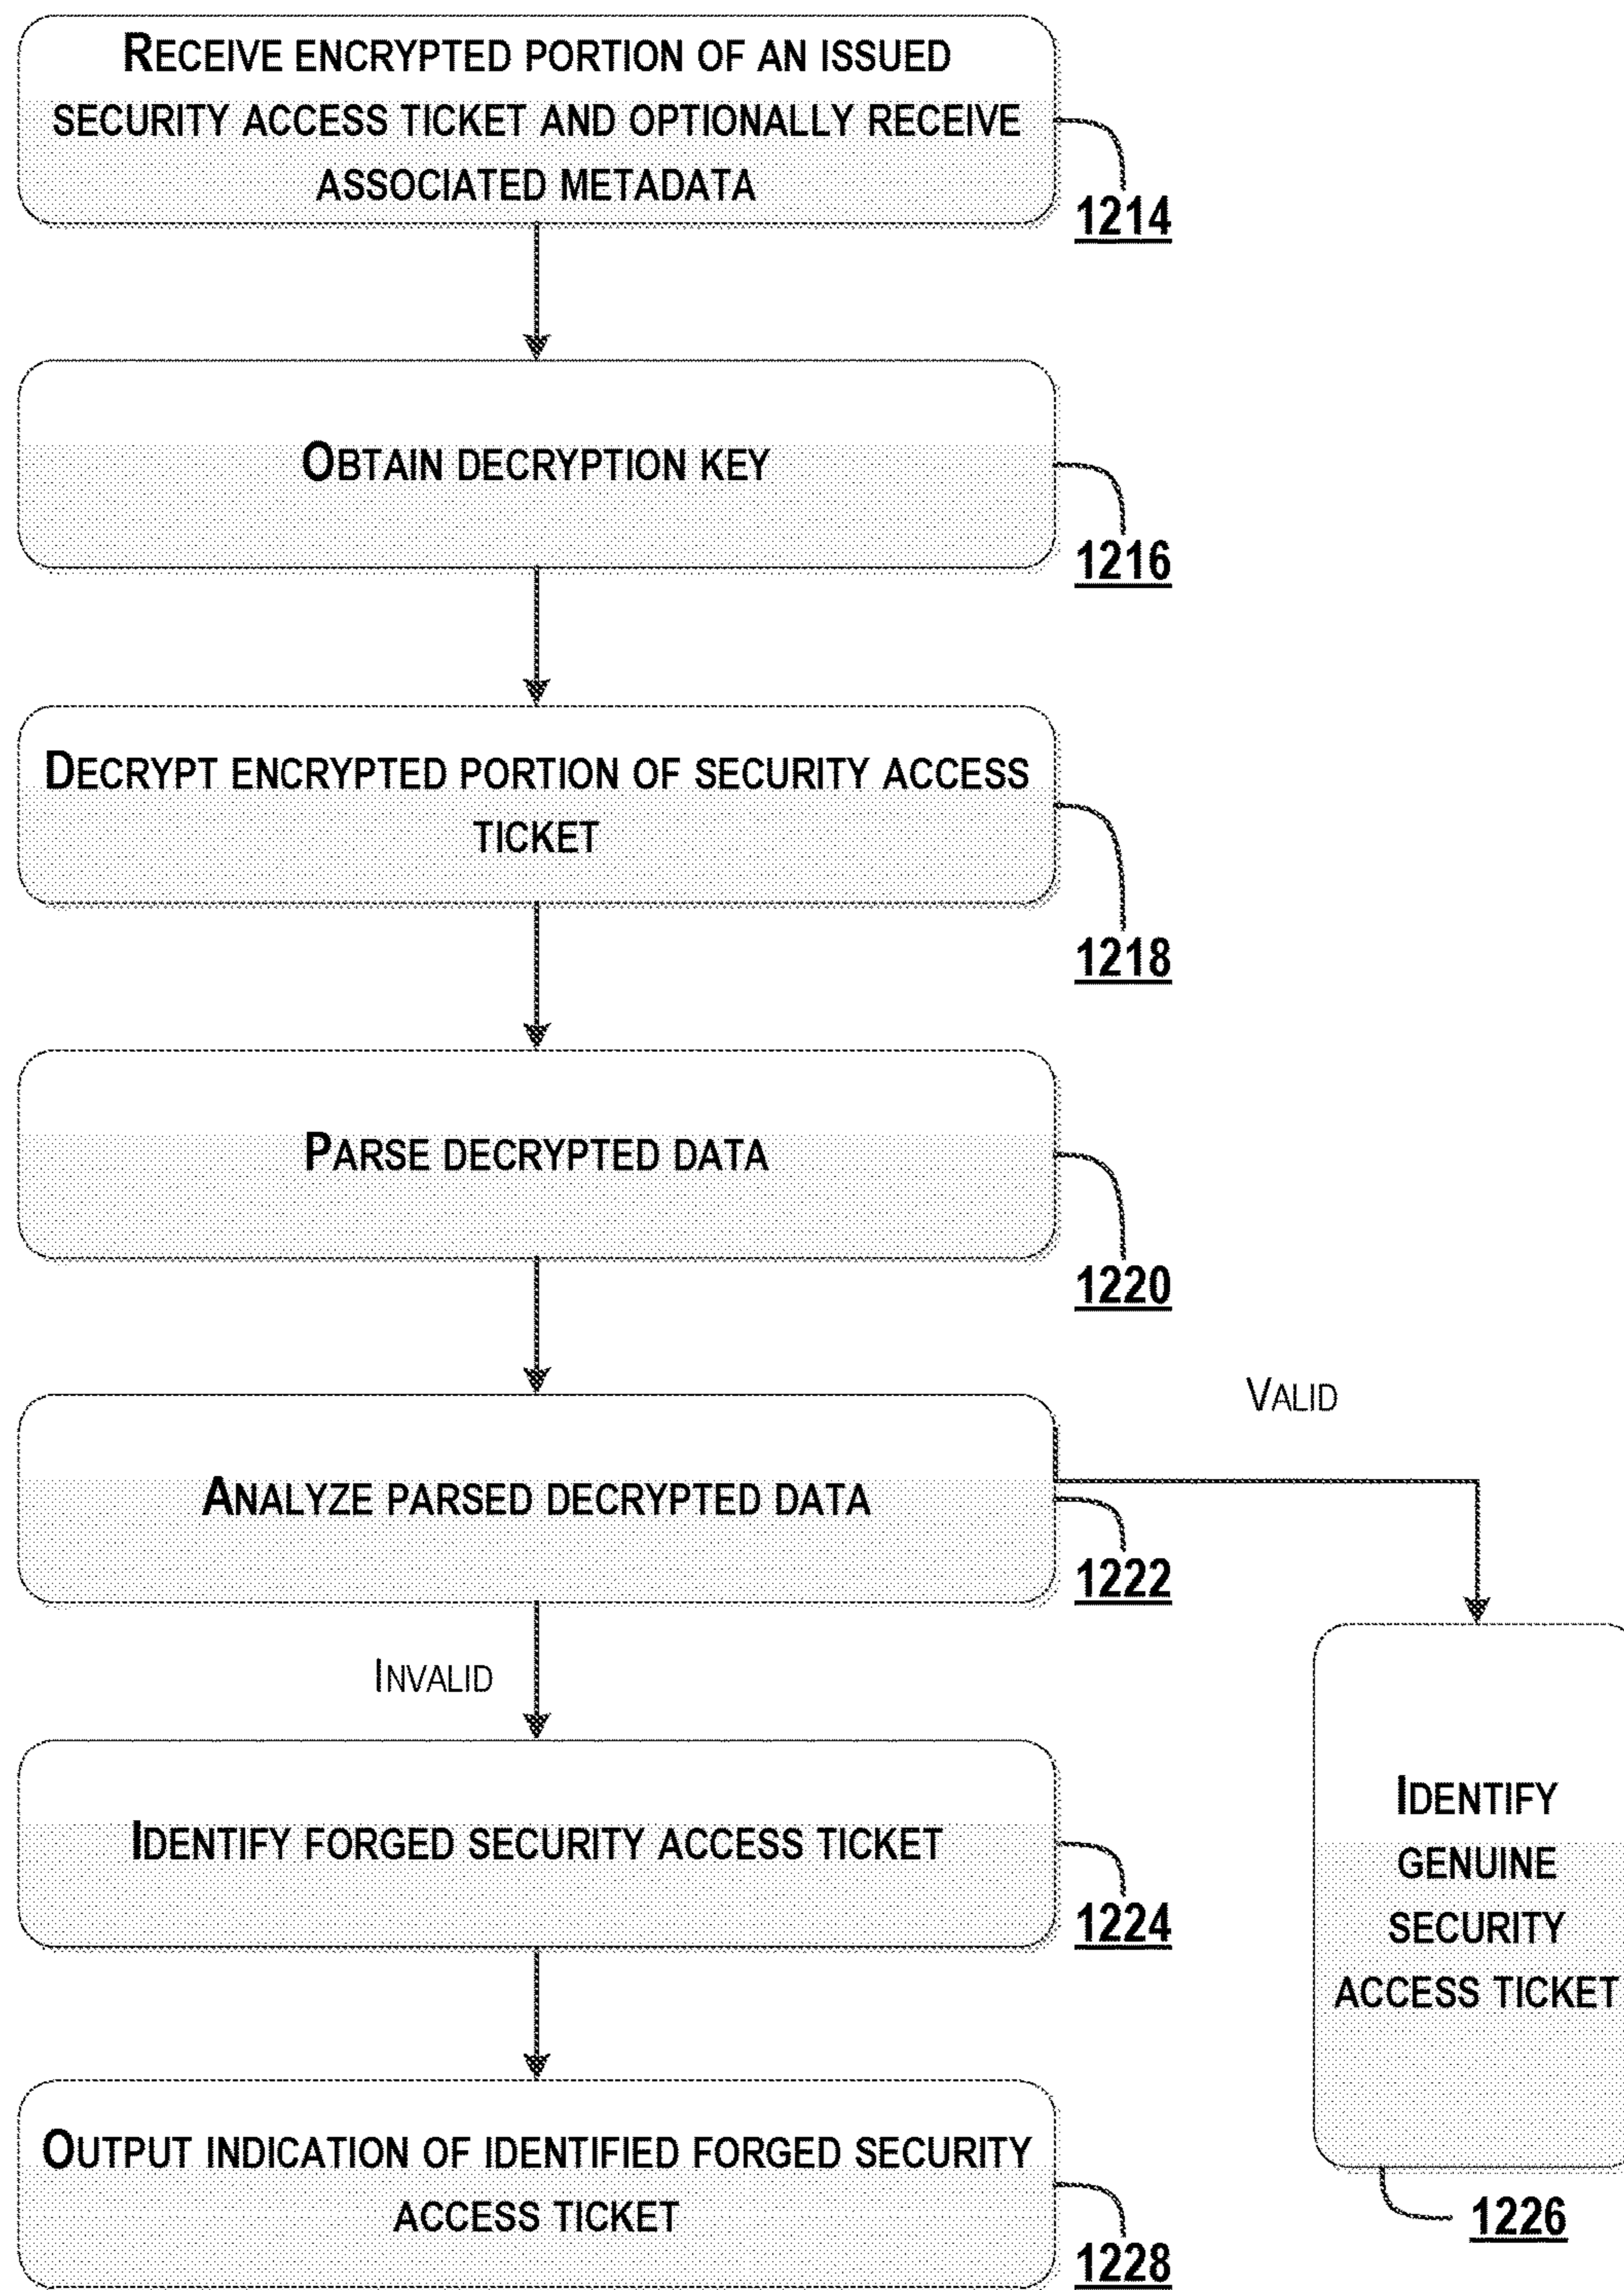 RECEIVE ENCRYPTED PORTION OF AN ISSUED
SECURITY ACCESS TICKET AND OPTIONALLY RECEIVE
ASSOCIATED METADATA
1214
OBTAIN DECRYPTION KEY
1216
DECRYPT ENCRYPTED PORTION OF SECURITY ACCESS
TICKET
1218
PARSE DECRYPTED DATA
1220
ANALYZE PARSED DECRYPTED DATA
1222
VALID
INVALID
IDENTIFY FORGED SECURITY ACCESS TICKET
1224
IDENTIFY
GENUINE
SECURITY
ACCESS TICKET
1226
OUTPUT INDICATION OF IDENTIFIED FORGED SECURITY
ACCESS TICKET
1228